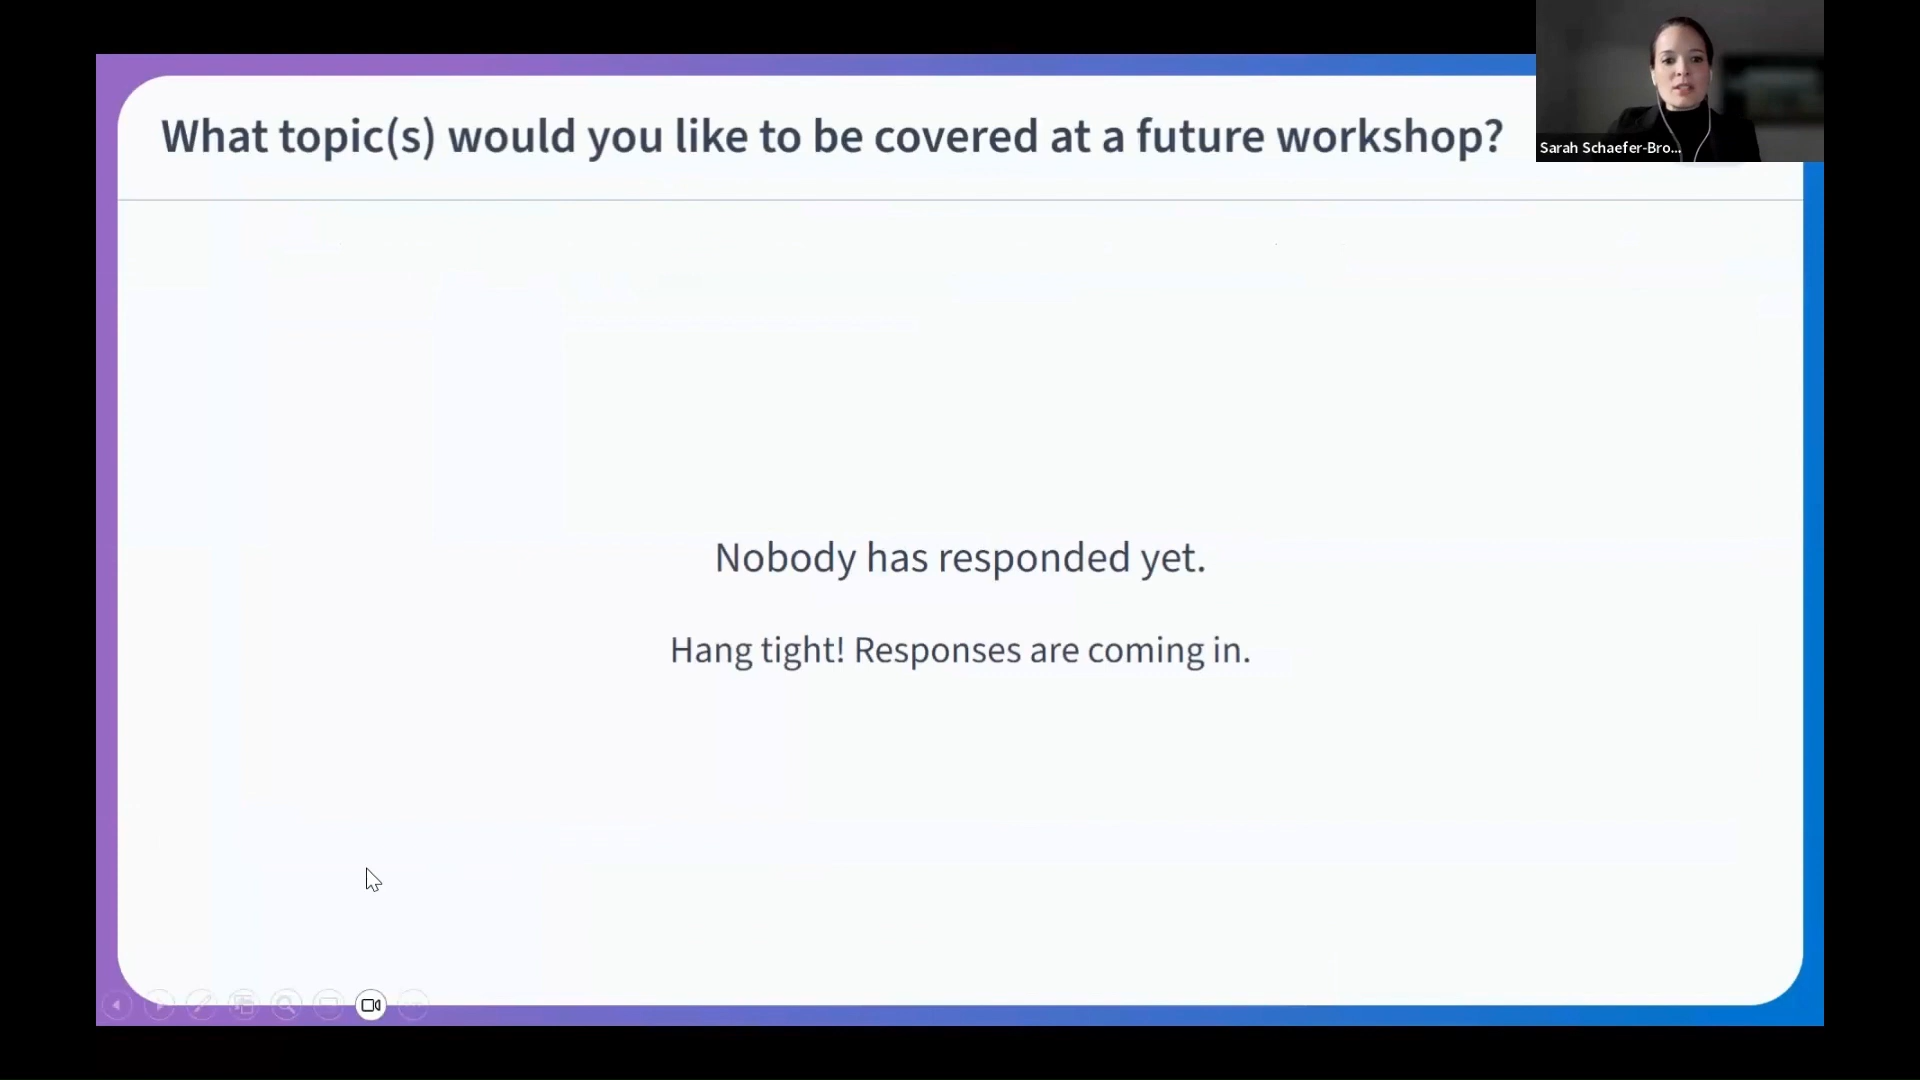 What topic(s) would you like to be covered at a future workshop?
Sarah Schaefer-Bro...
Nobody has responded yet.
Hang tight! Responses are coming in.